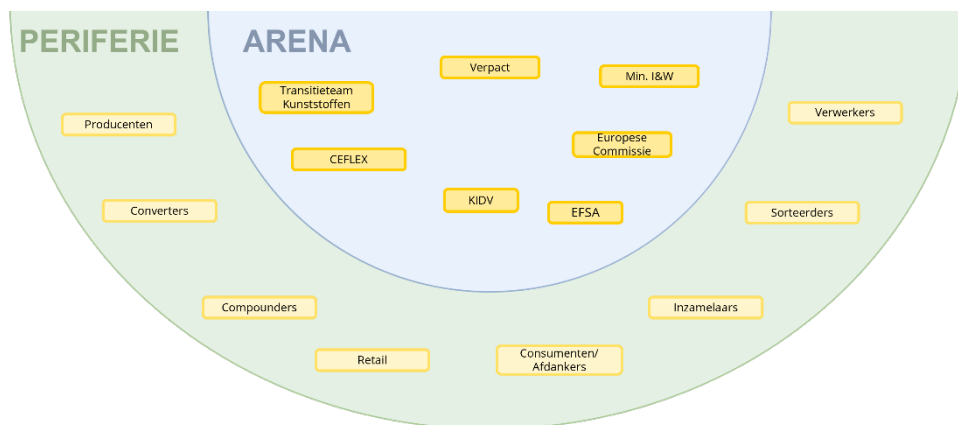 PERIFERIE
ARENA
Verpact
Min. I&W
Transitieteam
Kunststoffen
Verwerkers
Producenten
Europese
Commissie
CEFLEX
KIDV
EFSA
Converters
Sorteerders
Compounders
Inzamelaars
Retail
Consumenten/
Afdankers